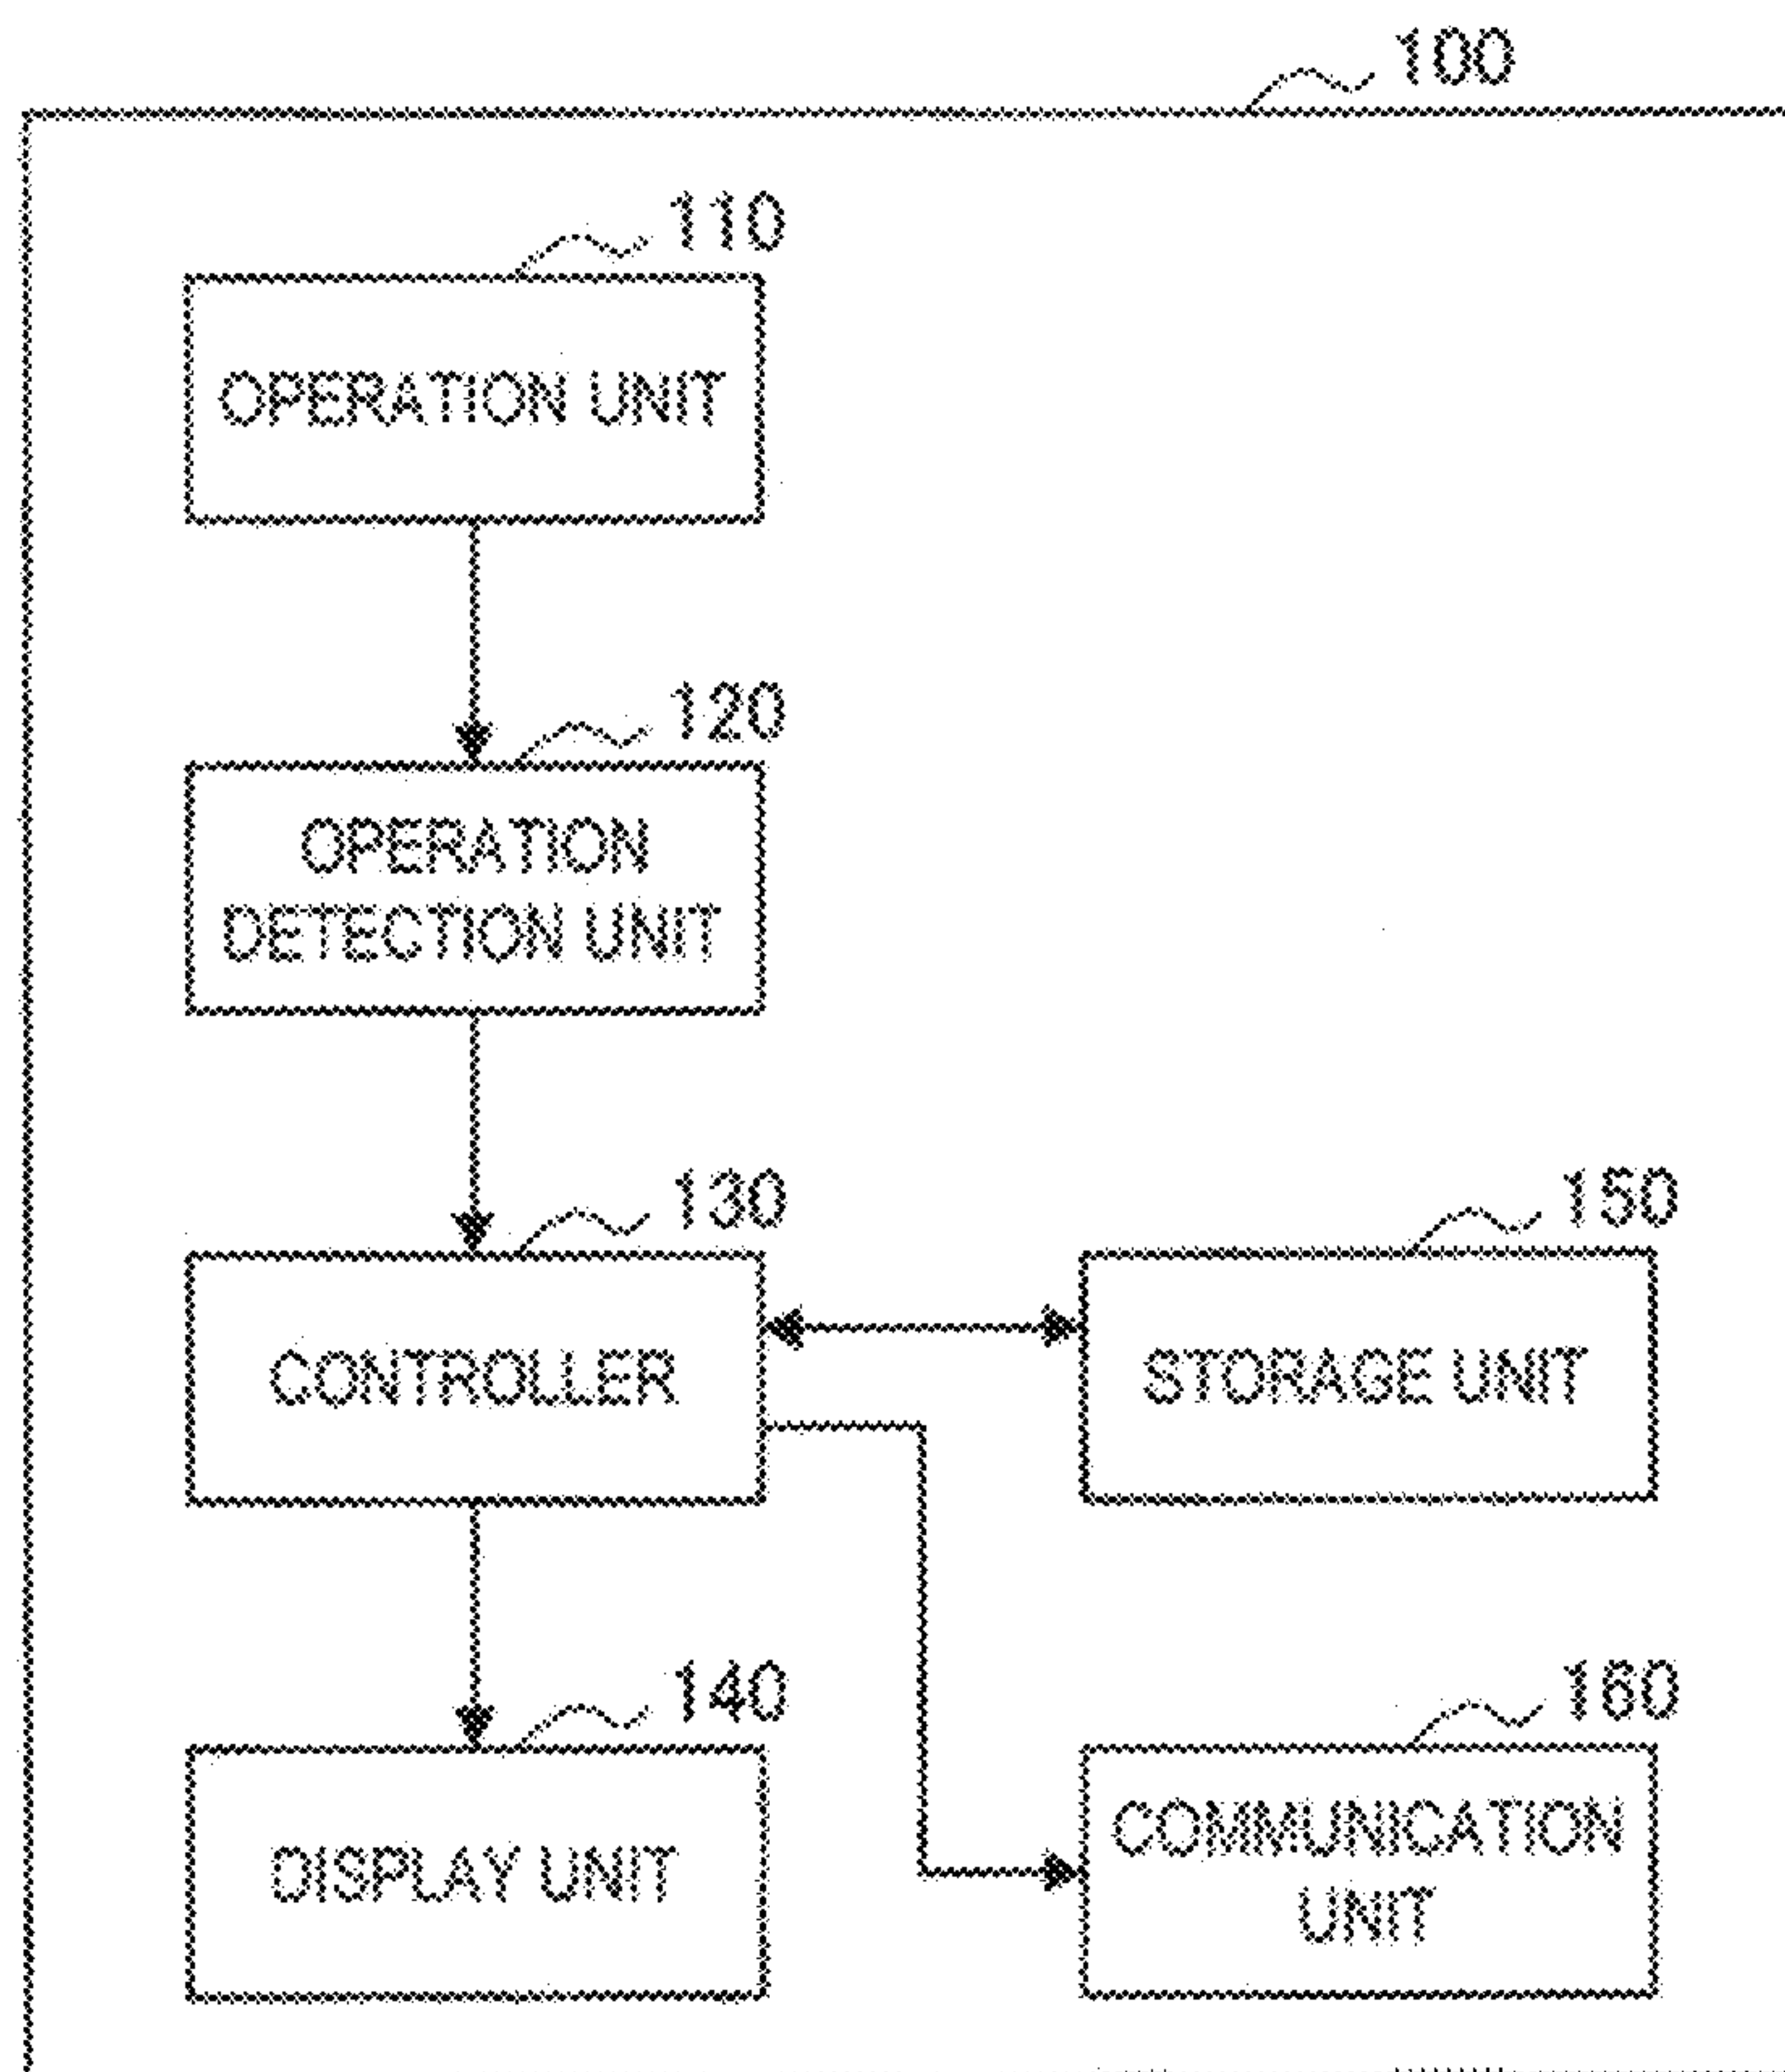 100
110
OPERATION UNIT
120
OPERATION
DETECTION UNIT
130
CONTROLLER
150
STORAGE UNIT
140
DISPLAY UNIT
160
COMMUNICATION
UNIT